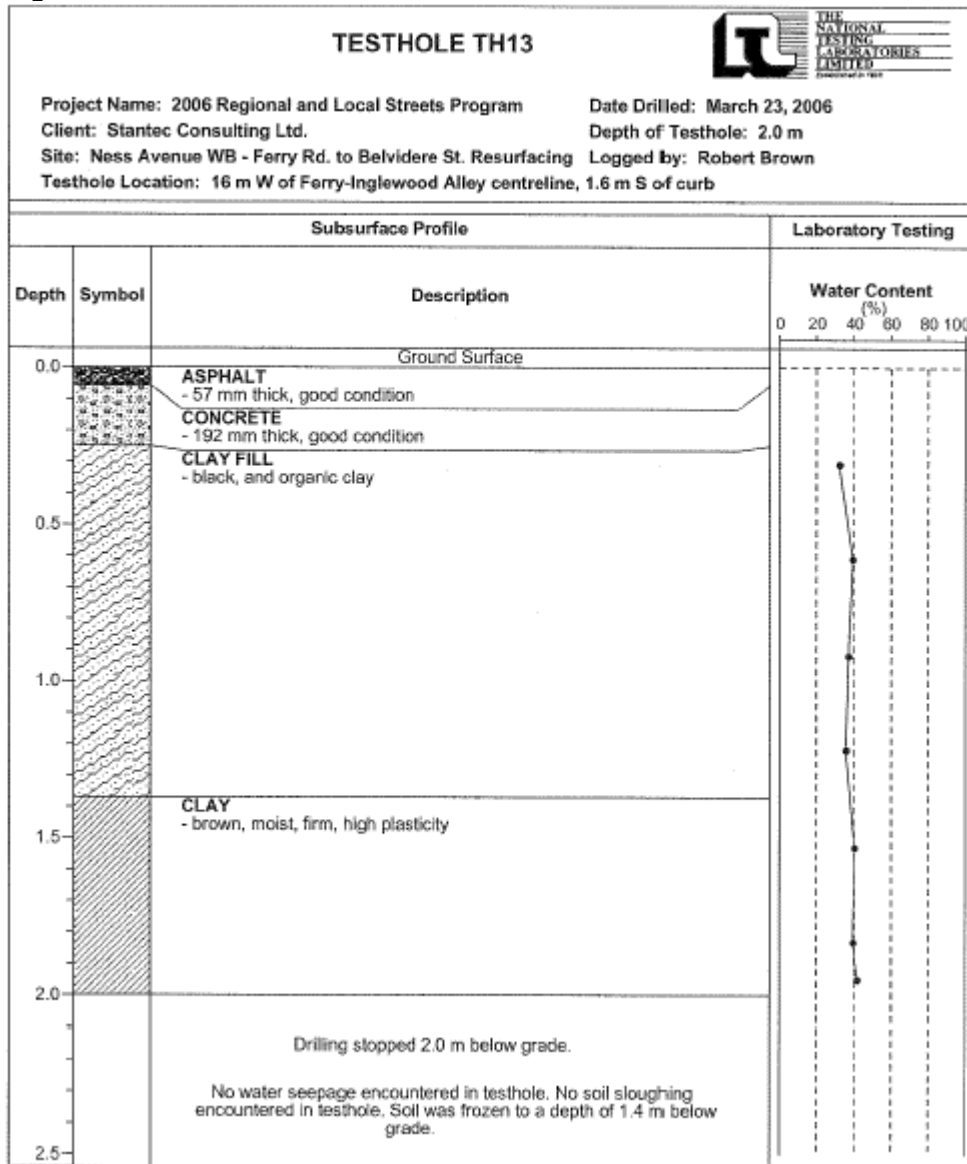 TESTHOLE TH13
THE
NATIONAL
TESTING
LABORATORIES
LIMITED
Project Name: 2006 Regional and Local Streets Program
Date Drilled: March 23, 2006
Client: Stantec Consulting Ltd.
Depth of Testhole: 2.0 m
Site: Ness Avenue WB - Ferry Rd. to Belvidere St. Resurfacing
Logged by: Robert Brown
Testhole Location: 16 m W of Ferry-Inglewood Alley centreline, 1.6 m S of curb
Subsurface Profile
Laboratory Testing
Depth
Symbol
Description
Water Content
(%)
0 20 40 60 80 100
Ground Surface
0.0
ASPHALT
- 57 mm thick, good condition
CONCRETE
- 192 mm thick, good condition
CLAY FILL
- black, and organic clay
0.5
1.0
CLAY
- brown, moist, firm, high plasticity
1.5
2.0
Drilling stopped 2.0 m below grade.
No water seepage encountered in testhole. No soil sloughing
encountered in testhole. Soil was frozen to a depth of 1.4 m below
grade.
2.5